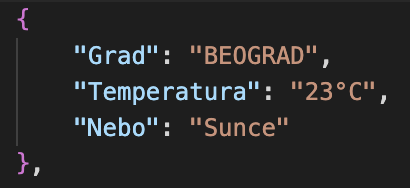 {
"Grad": "BEOGRAD",
"Temperatura": "23°C",
"Nebo": "Sunce"
},